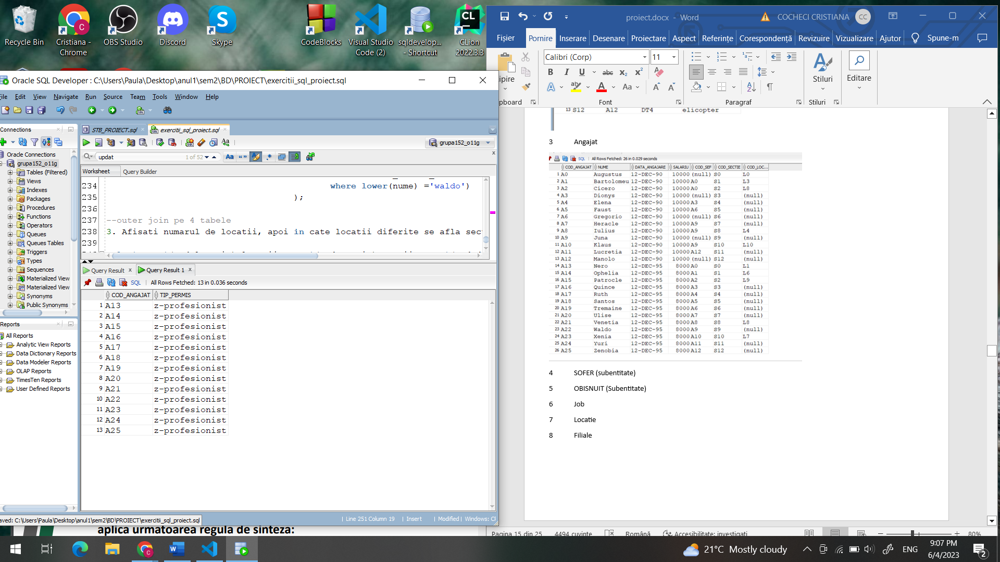 Recycle Bin
Cristiana - Chrome
OBS Studio
Discord
Skype
CodeBlocks
Visual Studio Code (2)
sqldevelop... - Shortcut
CLion 2022.3.3
Oracle SQL Developer : C:\Users\Paula\Desktop\anul1\sem2\BD\PROIECT\exercitii_sql_proiect.sql
Edit View Navigate Run Source Team Tools Window Help
Connections
Oracle Connections
grupa152_o11g
Tables (Filtered)
Views
Indexes
Packages
Procedures
Functions
Operators
Queues
Queues Tables
Triggers
Types
Sequences
Materialized View
Materialized View
Synonyms
Public Synonyms
Reports
All Reports
Analytic View Reports
Data Dictionary Reports
Data Modeler Reports
OLAP Reports
TimesTen Reports
User Defined Reports
STB_PROIECT.sql
exercitii_sql_proiect.sql
grupa152_o11g
updat 1 of 52
Worksheet Query Builder
234 where lower(nume) ='waldo')
235 );
236
237 --outer join pe 4 tabele
238 3. Afisati numarul de locatii, apoi in cate locatii diferite se afla sec
239
Query Result x Query Result 1 x
SQL | All Rows Fetched: 13 in 0.036 seconds
COD_ANGAJAT TIP_PERMIS
1 A13 z-profesionist
2 A14 z-profesionist
3 A15 z-profesionist
4 A16 z-profesionist
5 A17 z-profesionist
6 A18 z-profesionist
7 A19 z-profesionist
8 A20 z-profesionist
9 A21 z-profesionist
10 A22 z-profesionist
11 A23 z-profesionist
12 A24 z-profesionist
13 A25 z-profesionist
aved: C:\Users\Paula\Desktop\anul1\sem2\BD\PROIECT\exercitii_sql_proiect.sql
| Line 251 Column 19 | Insert | Modified | Windows: CR
aplica urmatoarea regula de sinteza:
proiect.docx - Word
COCHECI CRISTIANA CC
Fișier Pornire Inserare Desenare Proiectare Aspect Referințe Corespondență Revizuire Vizualizare Ajutor Spune-m
Calibri (Corp) 11
Stiluri
Editare
Font
Paragraf
Stiluri
13 S12 A12 DT4 elicopter
3 Angajat
SQL | All Rows Fetched: 26 in 0.029 seconds
COD_ANGAJAT NUME DATA_ANGAJARE SALARIU COD_SEF COD_SECTIE COD_LOC...
1 A0 Augustus 12-DEC-90 10000 (null) S0 L0
2 A1 Bartolomeu 12-DEC-90 10000 A0 S1 L3
3 A2 Cicero 12-DEC-90 10000 A0 S2 L8
4 A3 Dionys 12-DEC-90 10000 (null) S3 (null)
5 A4 Elena 12-DEC-90 10000 A3 S4 (null)
6 A5 Faust 12-DEC-90 10000 A6 S5 (null)
7 A6 Gregorio 12-DEC-90 10000 (null) S6 (null)
8 A7 Heracle 12-DEC-90 10000 A9 S7 (null)
9 A8 Iulius 12-DEC-90 10000 A9 S8 L4
10 A9 Juna 12-DEC-90 10000 (null) S9 (null)
11 A10 Klaus 12-DEC-90 10000 A9 S10 L10
12 A11 Lucretia 12-DEC-90 10000 A12 S11 (null)
13 A12 Manolo 12-DEC-90 10000 (null) S12 (null)
14 A13 Nero 12-DEC-95 8000 A0 S0 L1
15 A14 Ophelia 12-DEC-95 8000 A1 S1 L6
16 A15 Patrocle 12-DEC-95 8000 A2 S2 L9
17 A16 Quince 12-DEC-95 8000 A3 S3 (null)
18 A17 Ruth 12-DEC-95 8000 A4 S4 (null)
19 A18 Santos 12-DEC-95 8000 A5 S5 (null)
20 A19 Tremaine 12-DEC-95 8000 A6 S6 (null)
21 A20 Ulise 12-DEC-95 8000 A7 S7 (null)
22 A21 Venetia 12-DEC-95 8000 A8 S8 L8
23 A22 Waldo 12-DEC-95 8000 A9 S9 (null)
24 A23 Xenia 12-DEC-95 8000 A10 S10 L7
25 A24 Yuri 12-DEC-95 8000 A11 S11 (null)
26 A25 Zenobia 12-DEC-95 8000 A12 S12 (null)
4 SOFER (subentitate)
5 OBISNUIT (Subentitate)
6 Job
7 Locatie
8 Filiale
Pagina 15 din 25 4494 cuvinte Română Accesibilitate: investigați 80%
21°C Mostly cloudy
ENG
9:07 PM
6/4/2023
2